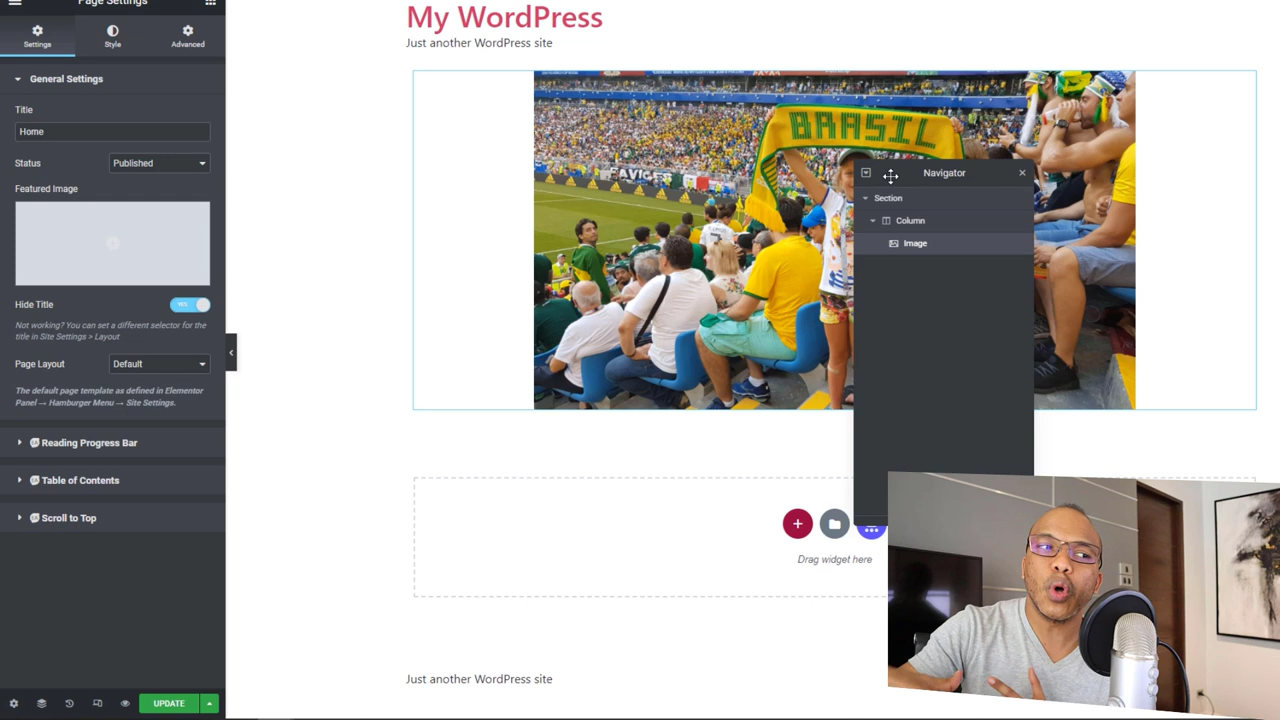 Page Settings
Settings
Style
Advanced
General Settings
Title
Home
Status
Published
Featured Image
Hide Title
YES
Not working? You can set a different selector for the
title in Site Settings > Layout
Page Layout
Default
The default page template as defined in Elementor
Panel → Hamburger Menu → Site Settings.
Reading Progress Bar
Table of Contents
Scroll to Top
UPDATE
My WordPress
Just another WordPress site
BRASIL
Navigator
Section
Column
Image
Drag widget here
Just another WordPress site